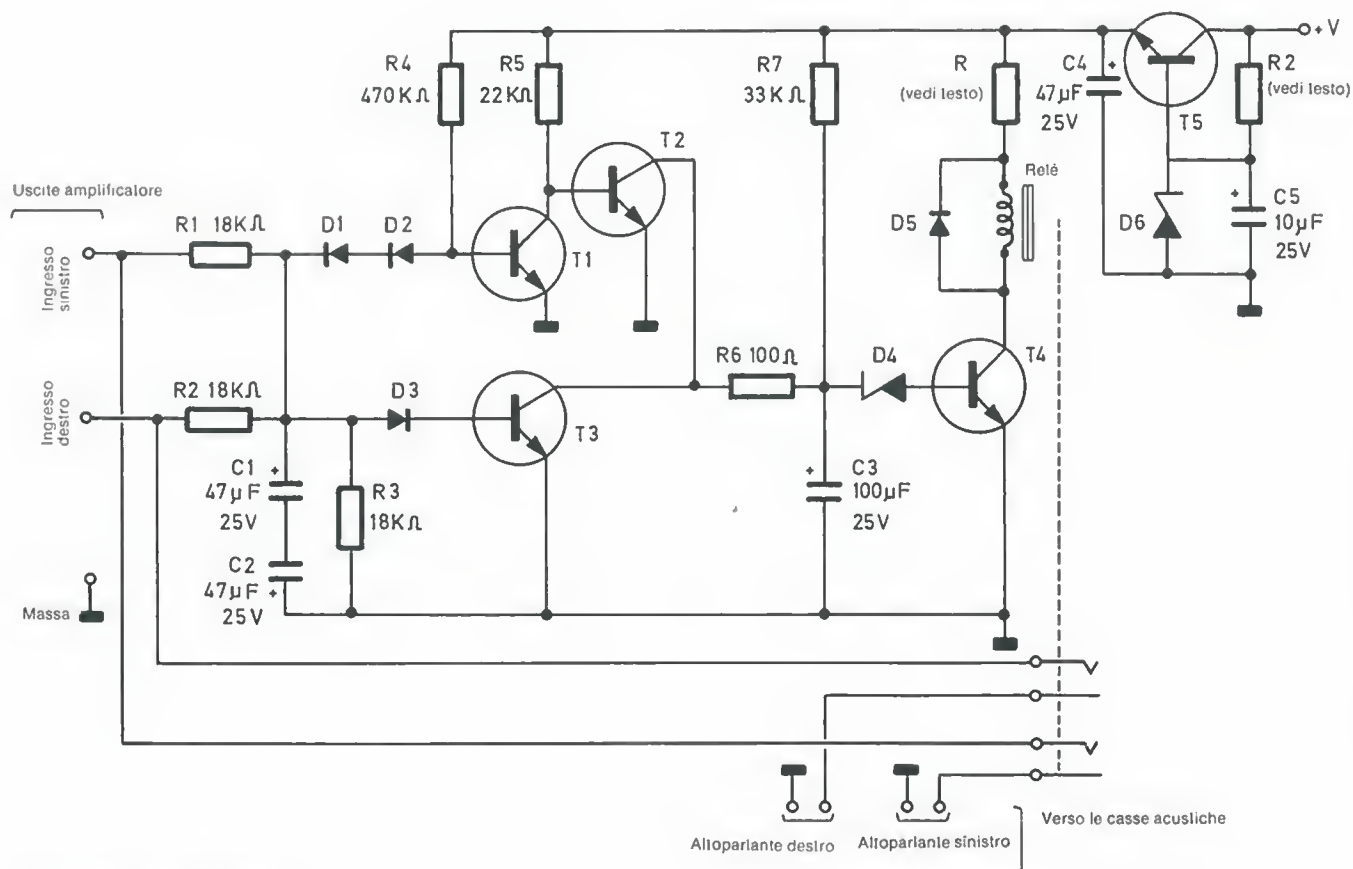 +V
R4
470KΩ
R5
22KΩ
R7
33KΩ
R
(vedi testo)
C4
+
47µF
25V
T5
R2
(vedi testo)
T2
Relé
Uscite amplificatore
R1 18KΩ
D1
D2
T1
D5
D6
+
C5
10µF
25V
Ingresso
sinistro
R2 18KΩ
D3
T3
R6 100Ω
D4
T4
Ingresso
destro
C1
+
47µF
25V
R3
18KΩ
C2
47µF
+
25V
+
C3
100µF
25V
Massa
Verso le casse acustiche
Altoparlante destro
Altoparlante sinistro